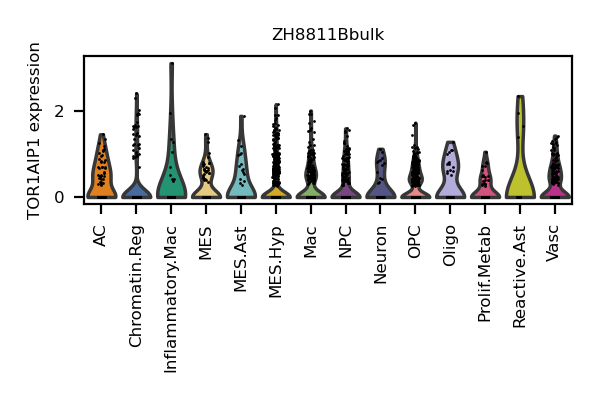 ZH8811Bbulk
TOR1AIP1 expression
2
0
AC
Chromatin.Reg
Inflammatory.Mac
MES
MES.Ast
MES.Hyp
Mac
NPC
Neuron
OPC
Oligo
Prolif.Metab
Reactive.Ast
Vasc